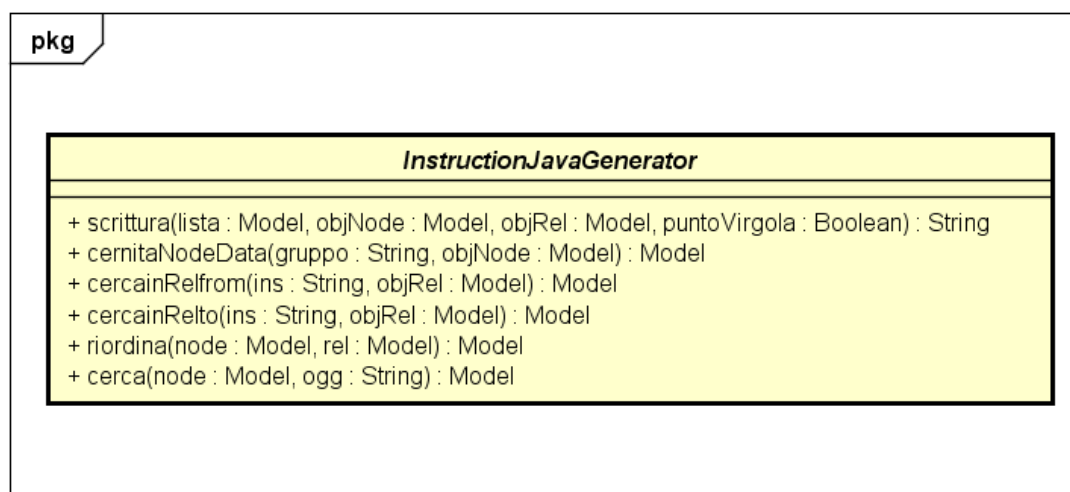 pkg
InstructionJavaGenerator
+ scrittura(lista : Model, objNode : Model, objRel : Model, puntoVirgola : Boolean) : String
+ cernitaNodeData(gruppo : String, objNode : Model) : Model
+ cercainRelfrom(ins : String, objRel : Model) : Model
+ cercainRelto(ins : String, objRel : Model) : Model
+ riordina(node : Model, rel : Model) : Model
+ cerca(node : Model, ogg : String) : Model